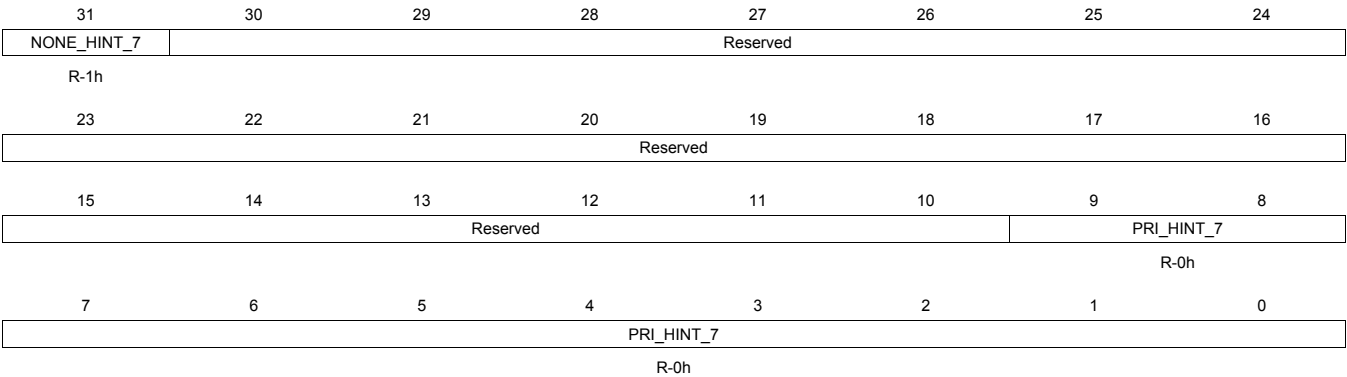 31 30 29 28 27 26 25 24
NONE_HINT_7 Reserved
R-1h
23 22 21 20 19 18 17 16
Reserved
15 14 13 12 11 10 9 8
Reserved PRI_HINT_7
R-0h
7 6 5 4 3 2 1 0
PRI_HINT_7
R-0h